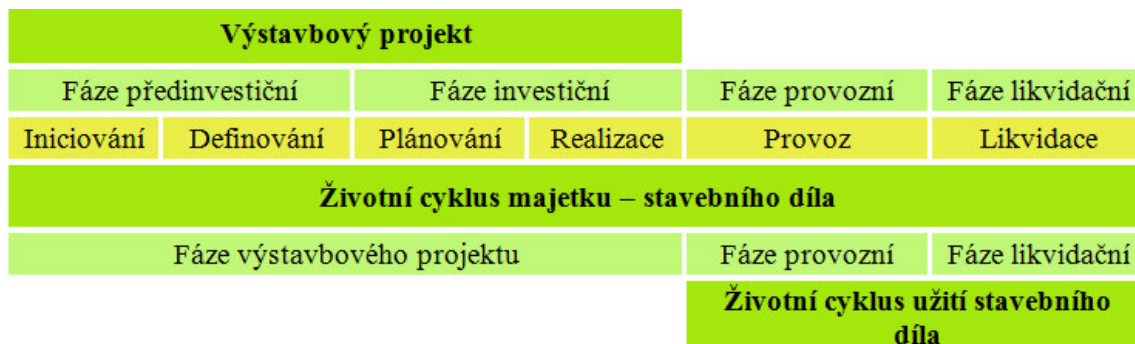 Výstavbový projekt
Fáze předinvestiční Fáze investiční Fáze provozní Fáze likvidační
Iniciování Definování Plánování Realizace Provoz Likvidace
Životní cyklus majetku – stavebního díla
Fáze výstavbového projektu Fáze provozní Fáze likvidační
Životní cyklus užití stavebního
díla